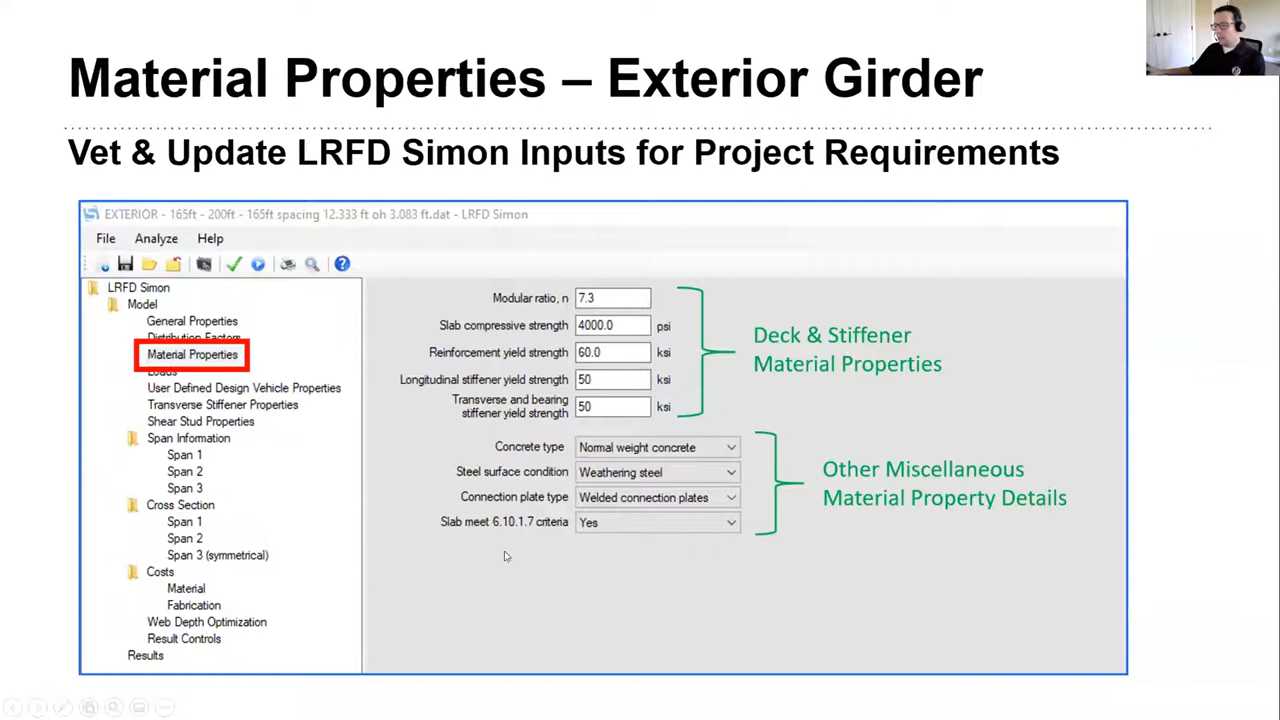 Material Properties – Exterior Girder
Vet & Update LRFD Simon Inputs for Project Requirements
EXTERIOR - 165ft - 200ft - 165ft spacing 12.333 ft oh 3.083 ft.dat - LRFD Simon
File Analyze Help
LRFD Simon
Model
General Properties
Distribution Factors
Material Properties
Loads
User Defined Design Vehicle Properties
Transverse Stiffener Properties
Shear Stud Properties
Span Information
Span 1
Span 2
Span 3
Cross Section
Span 1
Span 2
Span 3 (symmetrical)
Costs
Material
Fabrication
Web Depth Optimization
Result Controls
Results
Modular ratio, n 7.3
Slab compressive strength 4000.0 psi
Reinforcement yield strength 60.0 ksi
Longitudinal stiffener yield strength 50 ksi
Transverse and bearing
stiffener yield strength 50 ksi
Concrete type Normal weight concrete
Steel surface condition Weathering steel
Connection plate type Welded connection plates
Slab meet 6.10.1.7 criteria Yes
Deck & Stiffener
Material Properties
Other Miscellaneous
Material Property Details